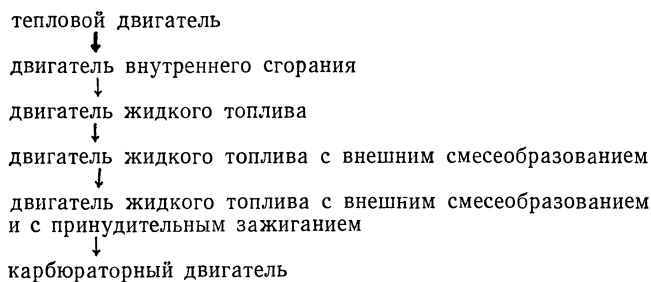 тепловой двигатель
↓
двигатель внутреннего сгорания
↓
двигатель жидкого топлива
↓
двигатель жидкого топлива с внешним смесеобразованием
↓
двигатель жидкого топлива с внешним смесеобразованием
и с принудительным зажиганием
↓
карбюраторный двигатель